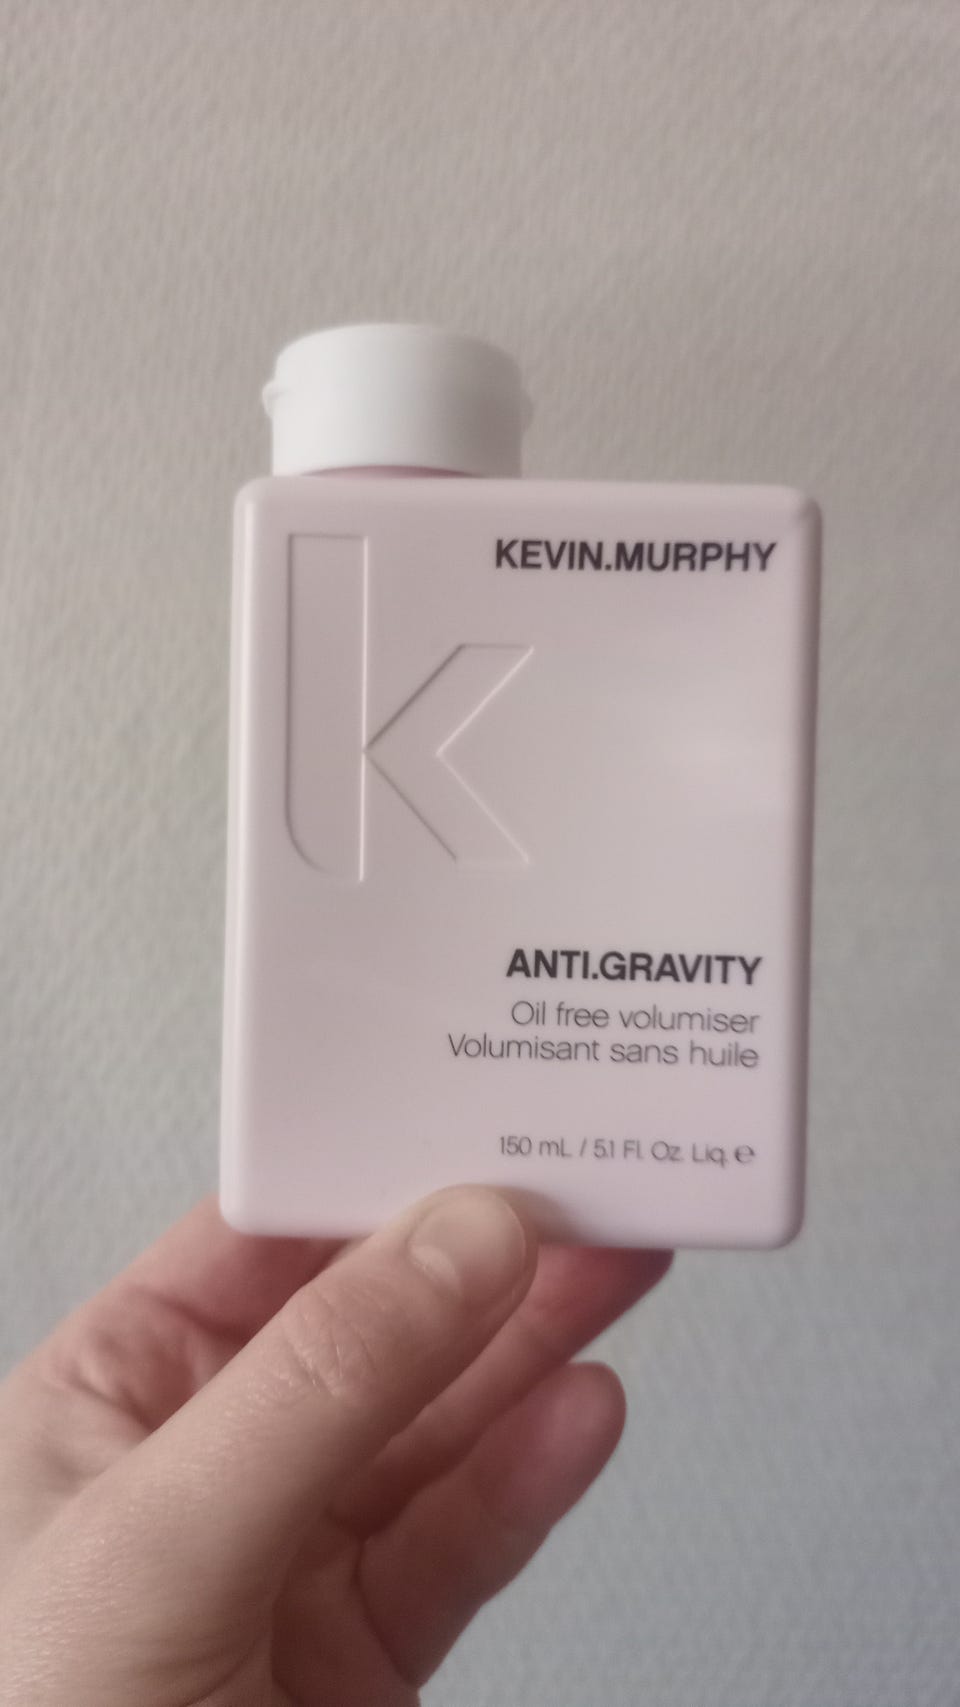 k
KEVIN.MURPHY
ANTI.GRAVITY
Oil free volumiser
Volumisant sans huile
150 mL / 5.1 Fl. Oz. Liq. ℮